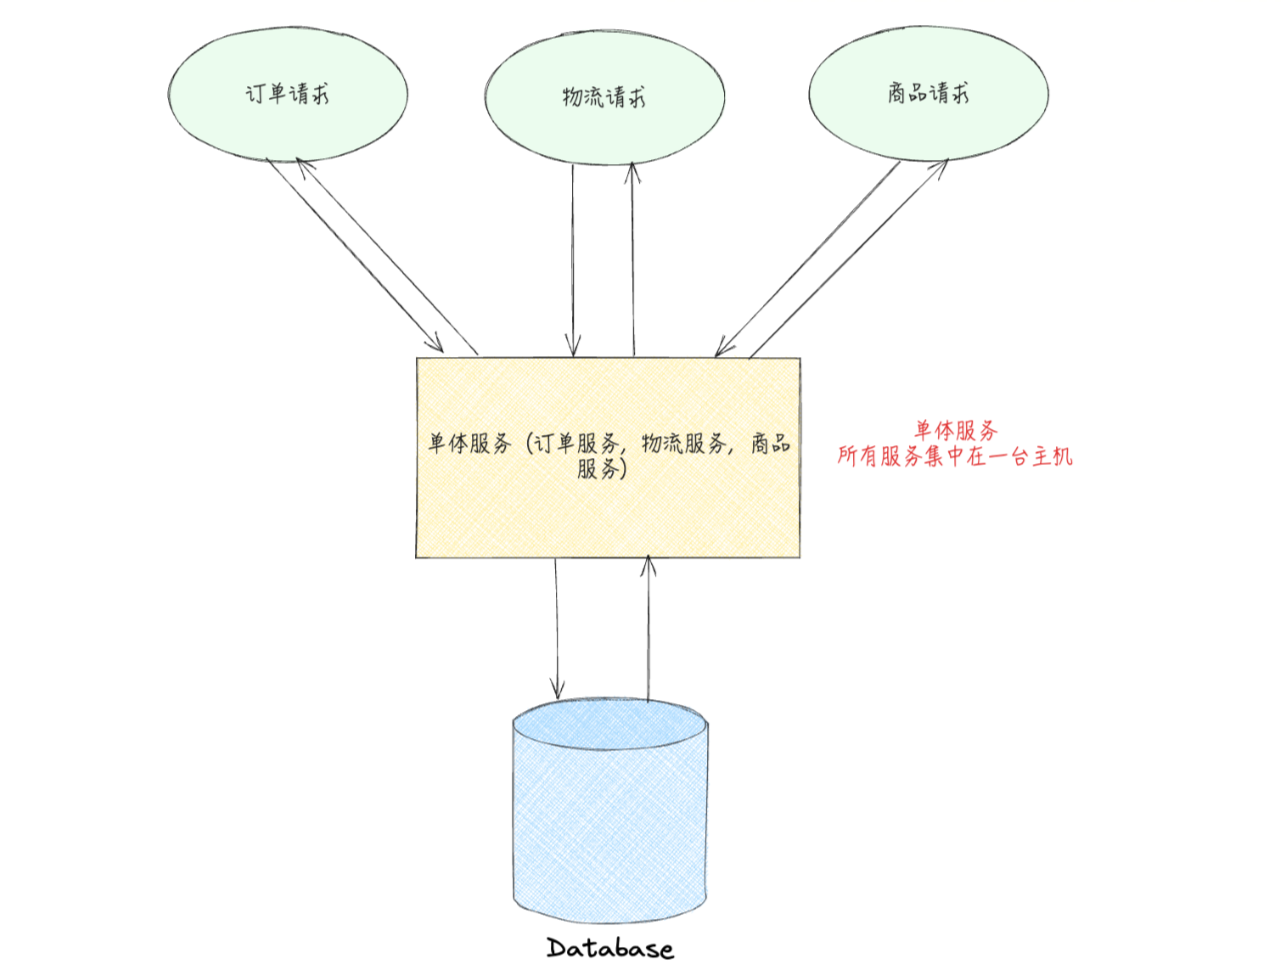 订单请求
物流请求
商品请求
单体服务（订单服务，物流服务，商品
服务）
单体服务
所有服务集中在一台主机
Database